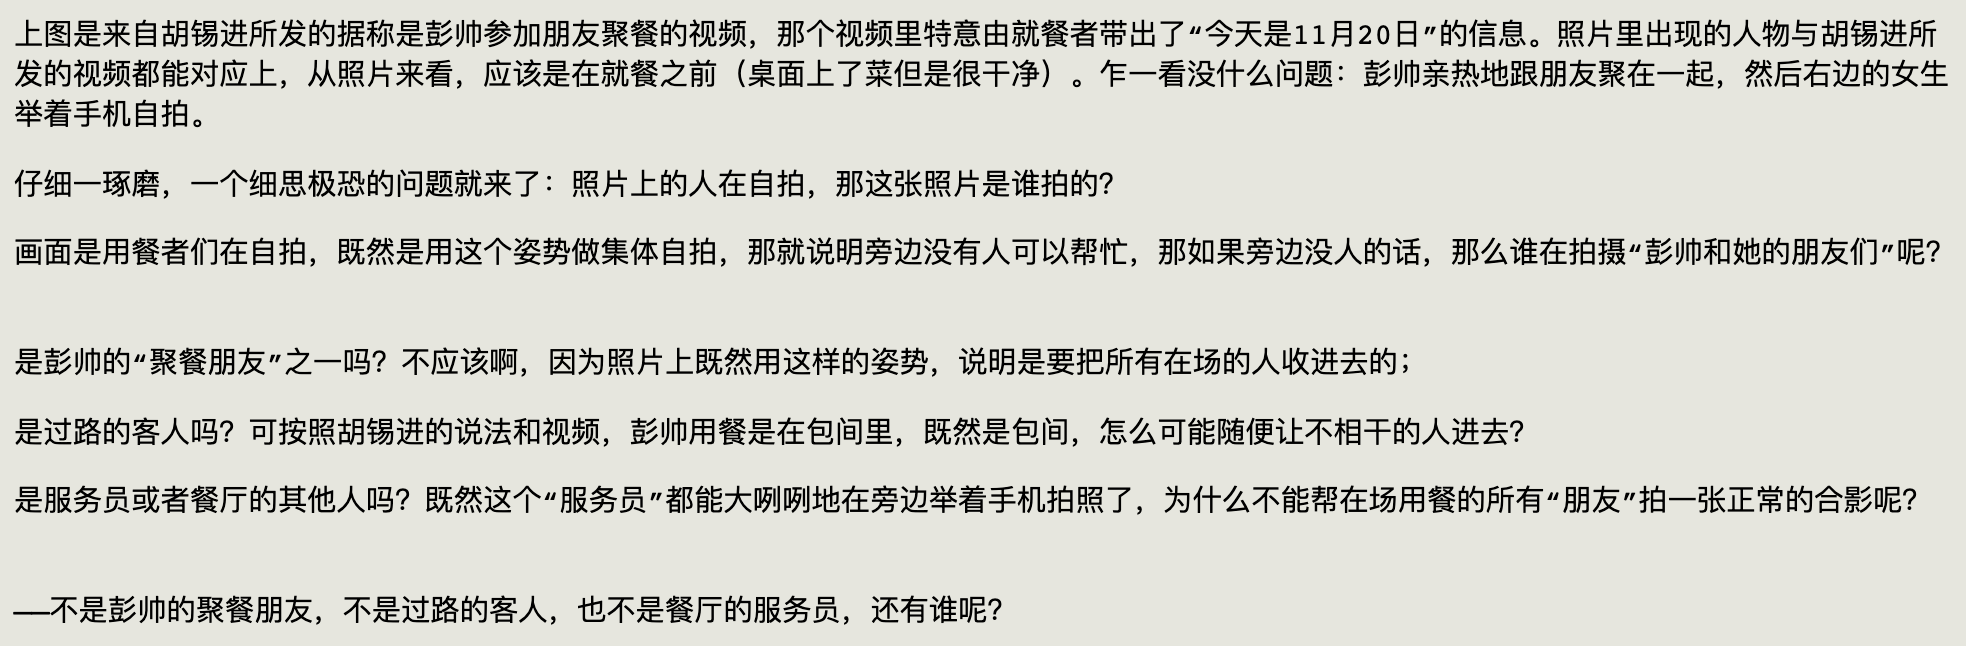 上图是来自胡锡进所发的据称是彭帅参加朋友聚餐的视频，那个视频里特意由就餐者带出了“今天是11月20日”的信息。照片里出现的人物与胡锡进所
发的视频都能对应上，从照片来看，应该是在就餐之前（桌面上了菜但是很干净）。乍一看没什么问题：彭帅亲热地跟朋友聚在一起，然后右边的女生
举着手机自拍。
仔细一琢磨，一个细思极恐的问题就来了：照片上的人在自拍，那这张照片是谁拍的？
画面是用餐者们在自拍，既然是用这个姿势做集体自拍，那就说明旁边没有人可以帮忙，那如果旁边没人的话，那么谁在拍摄“彭帅和她的朋友们”呢？
是彭帅的“聚餐朋友”之一吗？不应该啊，因为照片上既然用这样的姿势，说明是要把所有在场的人收进去的；
是过路的客人吗？可按照胡锡进的说法和视频，彭帅用餐是在包间里，既然是包间，怎么可能随便让不相干的人进去？
是服务员或者餐厅的其他人吗？既然这个“服务员”都能大咧咧地在旁边举着手机拍照了，为什么不能帮在场用餐的所有“朋友”拍一张正常的合影呢？
——不是彭帅的聚餐朋友，不是过路的客人，也不是餐厅的服务员，还有谁呢？